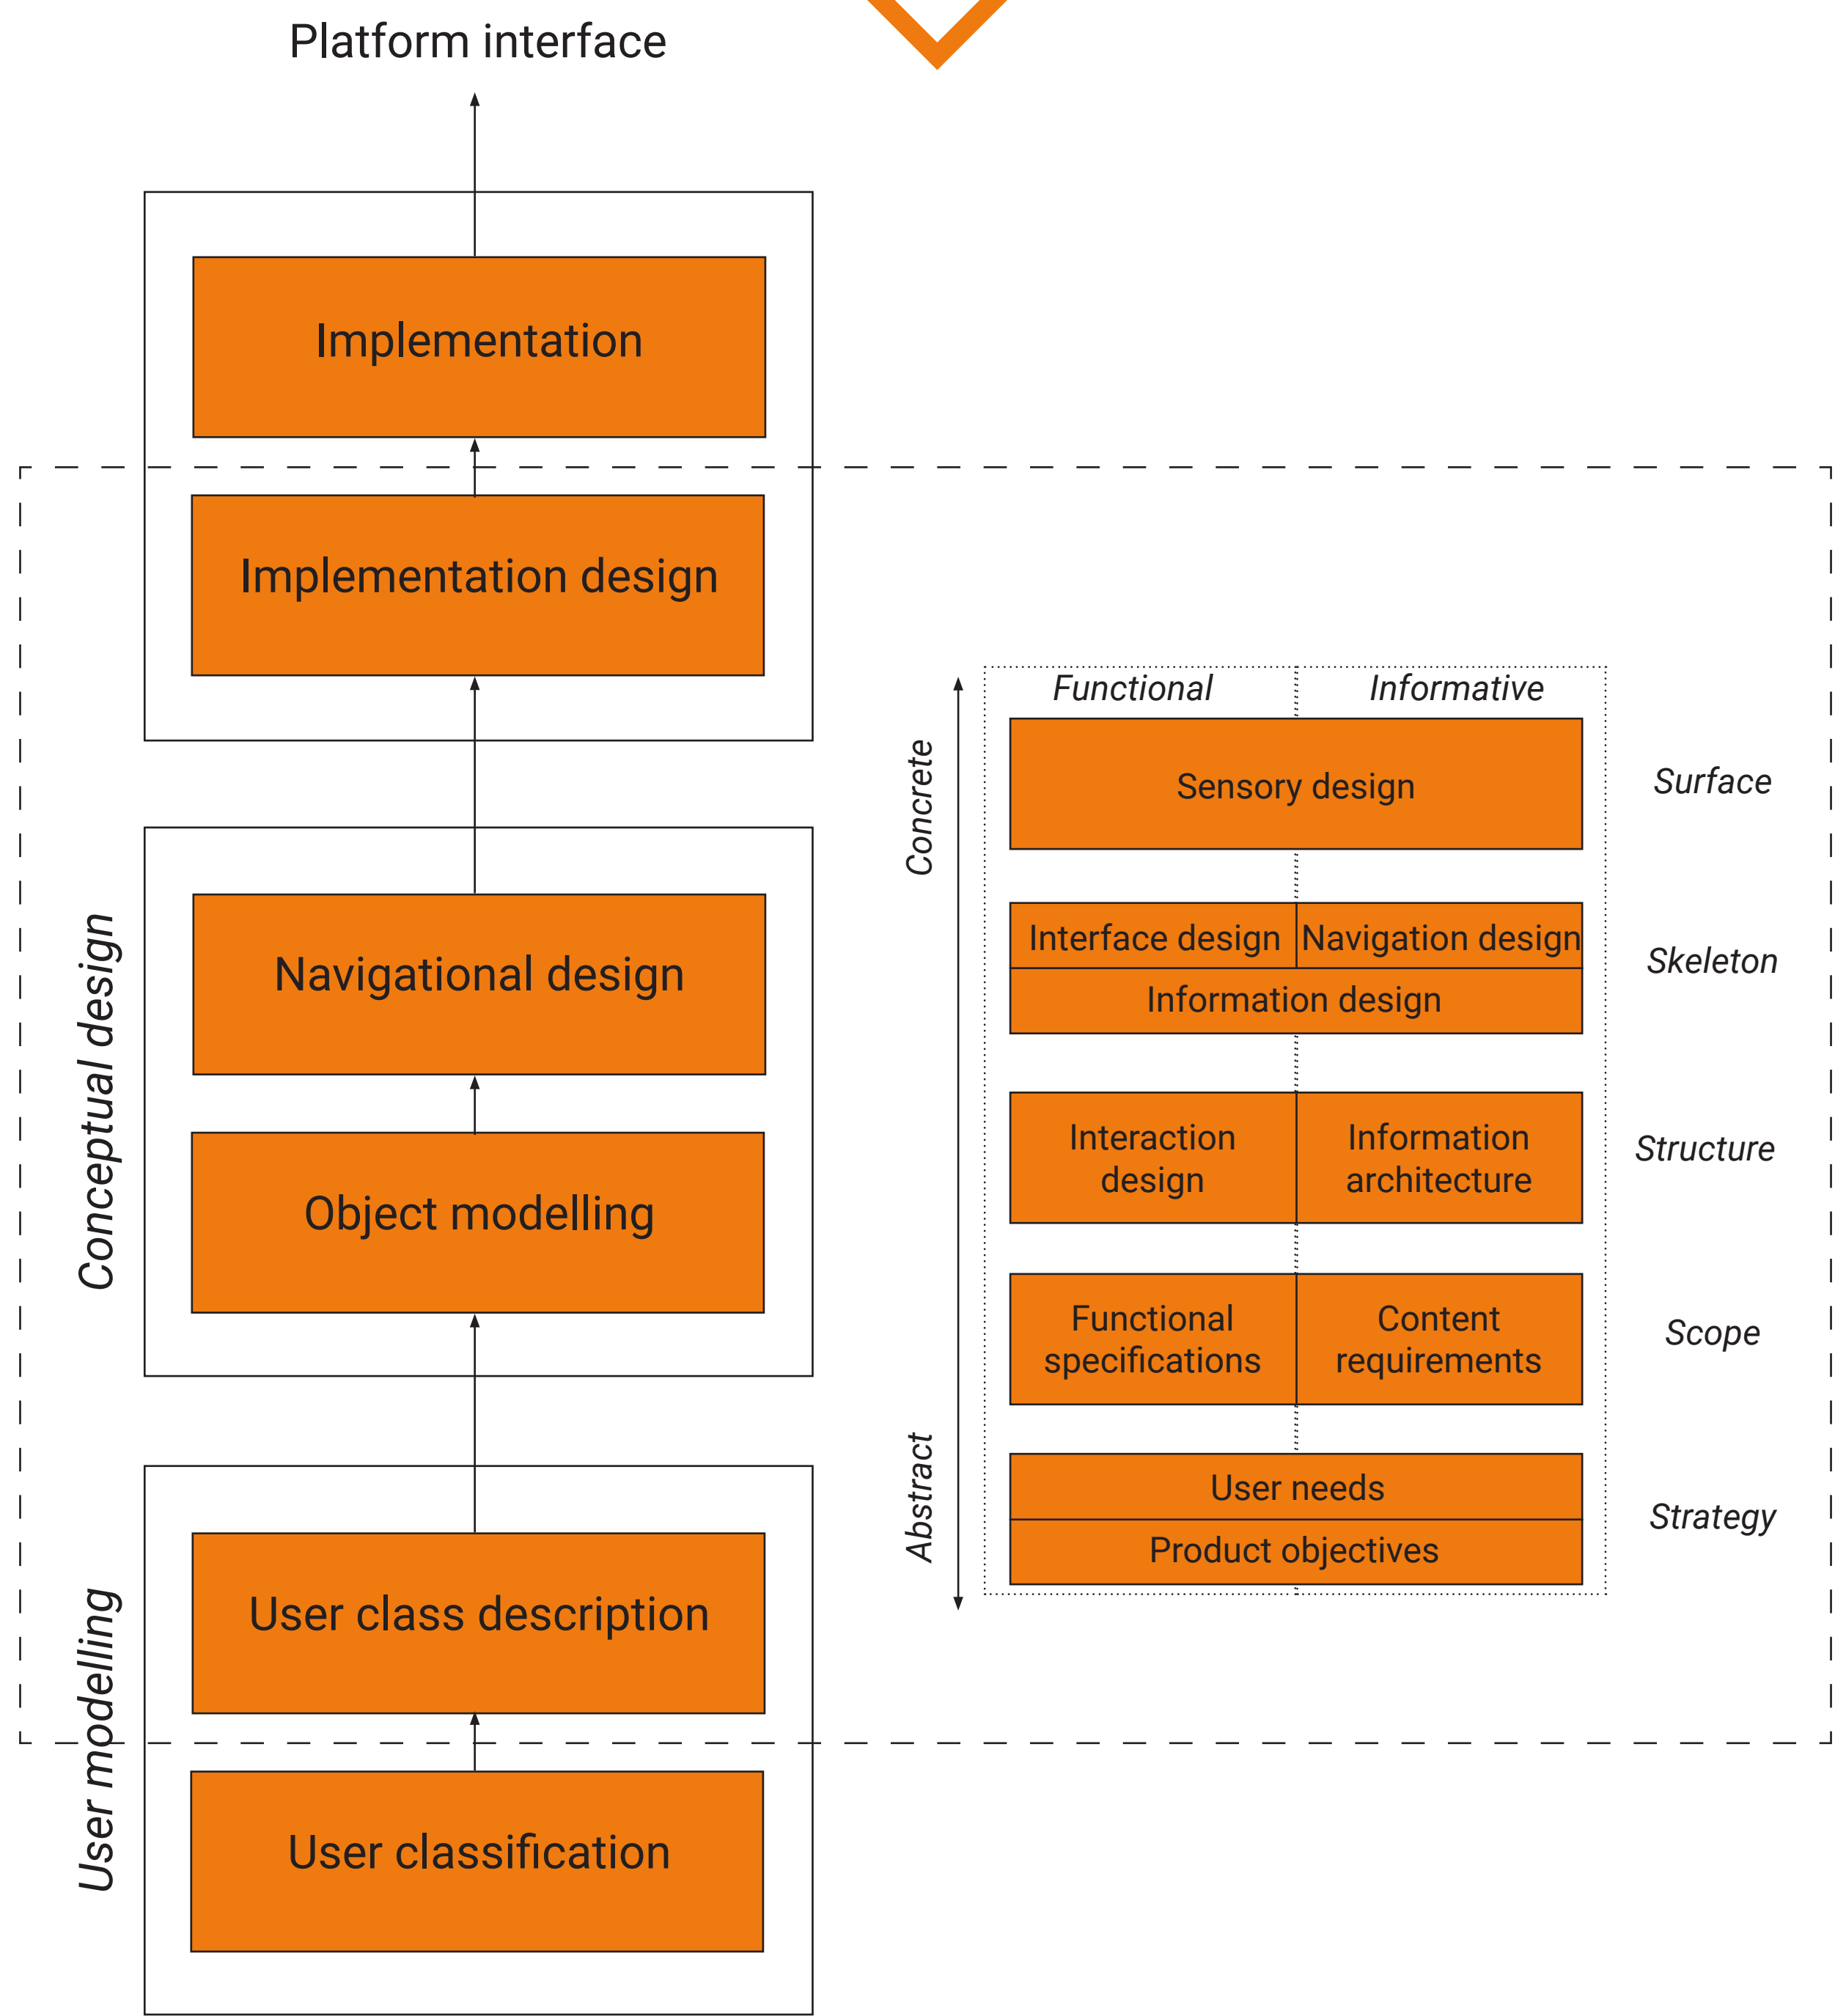 Platform interface
Implementation
Implementation design
Conceptual design
Navigational design
Object modelling
User modelling
User class description
User classification
Concrete
Abstract
Functional
Informative
Sensory design
Surface
Interface design
Navigation design
Information design
Skeleton
Interaction
design
Information
architecture
Structure
Functional
specifications
Content
requirements
Scope
User needs
Product objectives
Strategy